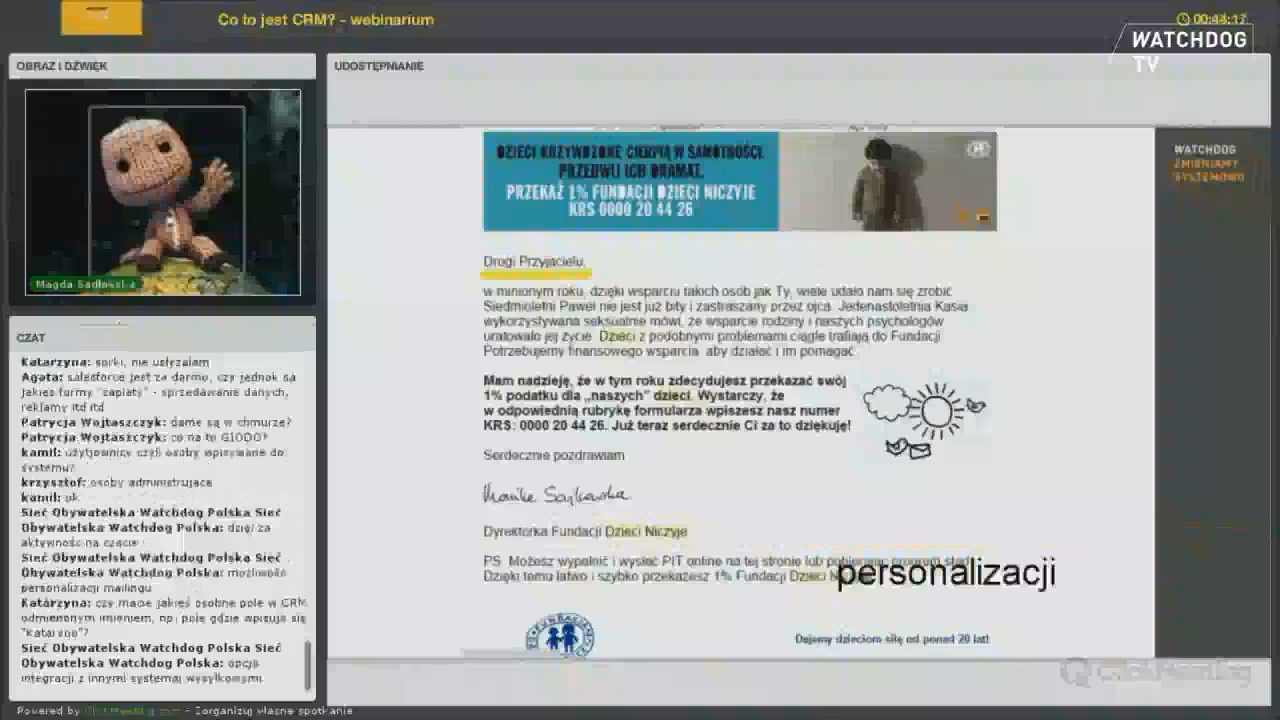 Co to jest CRM? - webinarium
00:44:17
WATCHDOG
TV
OBRAZ I DŹWIĘK
UDOSTĘPNIANIE
Magda Sadłowska
CZAT
Katarzyna: sorki, nie usłyszałam
Agata: salesforce jest za darmo, czy jednak są
jakieś formy "zapłaty" - sprzedawanie danych,
reklamy itd itd
Patrycja Wojtaszczyk: dane są w chmurze?
Patrycja Wojtaszczyk: co na to GIODO?
kamil: użytkownicy czyli osoby wpisywane do
systemu?
krzysztof: osoby administrujące
kamil: ok
Sieć Obywatelska Watchdog Polska Sieć
Obywatelska Watchdog Polska: dzięki za
aktywność na czacie
Sieć Obywatelska Watchdog Polska Sieć
Obywatelska Watchdog Polska: możliwość
personalizacji mailingu
Katarzyna: czy macie jakieś osobne pole w CRM
odmienionym imieniem, np. pole gdzie wpisuje się
"Katarzyno"?
Sieć Obywatelska Watchdog Polska Sieć
Obywatelska Watchdog Polska: opcja
integracji z innymi systemai wysyłkowymi
DZIECI KRZYWDZONE CIERPIĄ W SAMOTNOŚCI.
PRZERWIJ ICH DRAMAT.
PRZEKAŻ 1% FUNDACJI DZIECI NICZYJE
KRS 0000 20 44 26
Drogi Przyjacielu,
w minionym roku, dzięki wsparciu takich osób jak Ty, wiele udało nam się zrobić
Siedmioletni Paweł nie jest już bity i zastraszany przez ojca. Jedenastoletnia Kasia
wykorzystywana seksualnie mówi, że wsparcie rodziny i naszych psychologów
uratowało jej życie. Dzieci z podobnymi problemami ciągle trafiają do Fundacji
Potrzebujemy finansowego wsparcia, aby działać i im pomagać.
Mam nadzieję, że w tym roku zdecydujesz przekazać swój
1% podatku dla „naszych” dzieci. Wystarczy, że
w odpowiednią rubrykę formularza wpiszesz nasz numer
KRS: 0000 20 44 26. Już teraz serdecznie Ci za to dziękuję!
Serdecznie pozdrawiam
Dyrektorka Fundacji Dzieci Niczyje
PS. Możesz wypełnić i wysłać PIT online na tej stronie lub pobierając program
Dzięki temu łatwo i szybko przekażesz 1% Fundacji Dzieci
personalizacji
FUNDACJA
Dajemy dzieciom siłę od ponad 20 lat!
WATCHDOG
ZMIENIAMY
SYSTEMOWO
Powered by ClickMeeting.com - Zorganizuj własne spotkanie
ClickMeeting